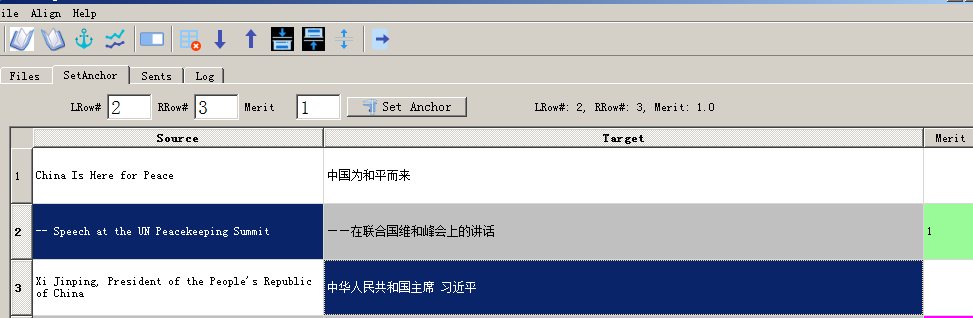 ile Align Help
Files SetAnchor Sents Log
LRow# 2 RRow# 3 Merit 1 Set Anchor LRow: 2, RRow: 3, Merit: 1.0
Source Target Merit
1 China Is Here for Peace 中国为和平而来
2 -- Speech at the UN Peacekeeping Summit －－在联合国维和峰会上的讲话 1
3 Xi Jinping, President of the People's Republic
of China 中华人民共和国主席 习近平